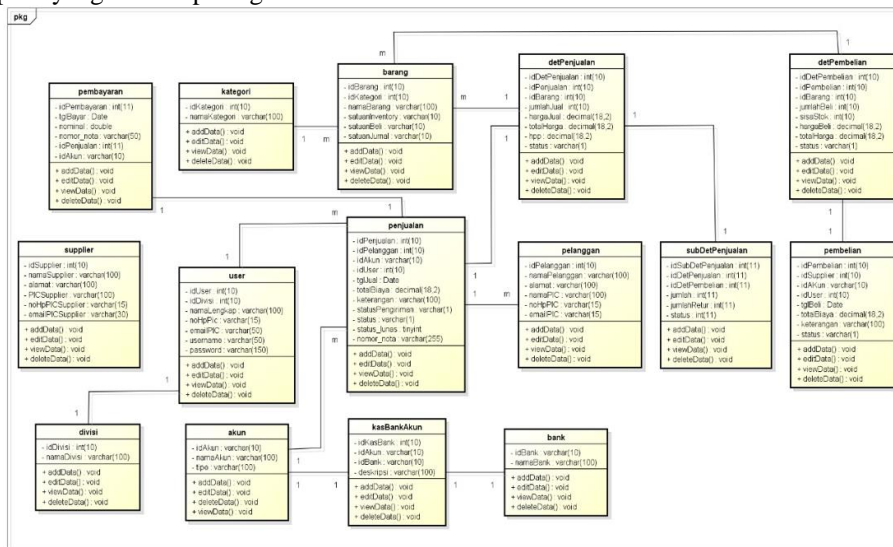 pkg
pembayaran
- idPembayaran : int(11)
- tglBayar : Date
- nominal : double
- nomor_nota : varchar(50)
- idPenjualan : int(11)
- idAkun : varchar(10)
+ addData() : void
+ editData() : void
+ viewData() : void
+ deleteData() : void
kategori
- idKategori : int(10)
- namaKategori : varchar(100)
+ addData() : void
+ editData() : void
+ viewData() : void
+ deleteData() : void
barang
- idBarang : int(10)
- idKategori : int(10)
- namaBarang : varchar(100)
- satuanInventory : varchar(10)
- satuanBeli : varchar(10)
- satuanJumal : varchar(10)
+ addData() : void
+ editData() : void
+ viewData() : void
+ deleteData() : void
detPenjualan
- idDetPenjualan : int(10)
- idPenjualan : int(10)
- idBarang : int(10)
- jumlahJual : int(10)
- hargaJual : decimal(18,2)
- totalHarga : decimal(18,2)
- hpp : decimal(18,2)
- status : varchar(1)
+ addData() : void
+ editData() : void
+ viewData() : void
+ deleteData() : void
detPembelian
- idDetPembelian : int(10)
- idPembelian : int(10)
- idBarang : int(10)
- jumlahBeli : int(10)
- sisaStok : int(10)
- hargaBeli : decimal(18,2)
- totalHarga : decimal(18,2)
- status : varchar(1)
+ addData() : void
+ editData() : void
+ viewData() : void
+ deleteData() : void
supplier
- idSupplier : int(10)
- namaSupplier : varchar(100)
- alamat : varchar(100)
- PICSupplier : varchar(100)
- noHpPICSupplier : varchar(15)
- emailPICSupplier : varchar(30)
+ addData() : void
+ editData() : void
+ viewData() : void
+ deleteData() : void
user
- idUser : int(10)
- idDivisi : int(10)
- namaLengkap : varchar(100)
- noHpPic : varchar(15)
- emailPIC : varchar(50)
- username : varchar(50)
- password : varchar(150)
+ addData() : void
+ editData() : void
+ viewData() : void
+ deleteData() : void
penjualan
- idPenjualan : int(10)
- idPelanggan : int(10)
- idAkun : varchar(10)
- idUser : int(10)
- tglJual : Date
- totalBiaya : decimal(18,2)
- keterangan : varchar(100)
- statusPengiriman : varchar(1)
- status : varchar(1)
- status_lunas : tinyint
- nomor_nota : varchar(255)
+ addData() : void
+ editData() : void
+ viewData() : void
+ deleteData() : void
pelanggan
- idPelanggan : int(10)
- namaPelanggan : varchar(100)
- alamat : varchar(100)
- namaPIC : varchar(100)
- noHpPIC : varchar(15)
- emailPIC : varchar(15)
+ addData() : void
+ editData() : void
+ viewData() : void
+ deleteData() : void
subDetPenjualan
- idSubDetPenjualan : int(11)
- idDetPenjualan : int(11)
- idDetPembelian : int(11)
- jumlah : int(11)
- jumlahRetur : int(11)
- status : int(11)
+ addData() : void
+ editData() : void
+ viewData() : void
+ deleteData() : void
pembelian
- idPembelian : int(10)
- idSupplier : int(10)
- idAKun : varchar(10)
- idUser : int(10)
- tglBeli : Date
- totalBiaya : decimal(18,2)
- keterangan : varchar(100)
- status : varchar(1)
+ addData() : void
+ editData() : void
+ viewData() : void
+ deleteData() : void
divisi
- idDivisi : int(10)
- namaDivisi : varchar(100)
+ addData() : void
+ editData() : void
+ viewData() : void
+ deleteData() : void
akun
- idAkun : varchar(10)
- namaAkun : varchar(100)
- tipe : varchar(100)
+ addData() : void
+ editData() : void
+ deleteData() : void
+ viewData() : void
kasBankAkun
- idKasBank : int(10)
- idAkun : varchar(10)
- idBank : varchar(10)
- deskripsi : varchar(100)
+ addData() : void
+ editData() : void
+ viewData() : void
+ deleteData() : void
bank
- idBank : varchar(10)
- nameBank : varchar(100)
+ addData() : void
+ editData() : void
+ viewData() : void
+ deleteData() : void